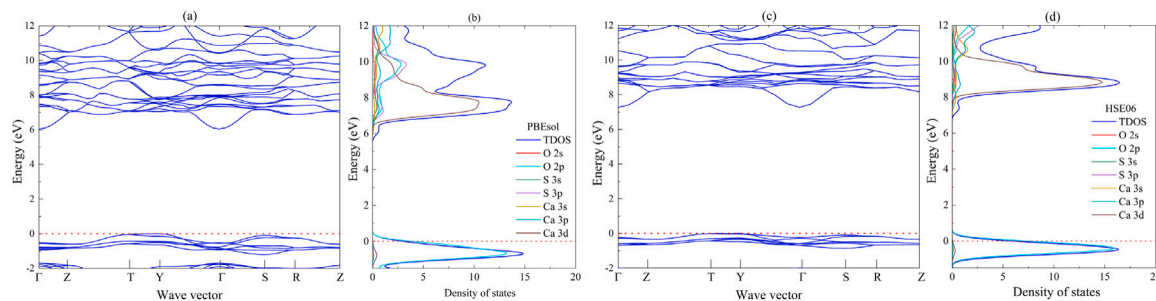 (a)
12
10
8
6
4
2
0
-2
Energy (eV)
Γ Z T Y Γ S R Z
Wave vector
(b)
12
10
8
6
4
2
0
-2
Energy (eV)
PBEsol
TDOS
O 2s
O 2p
S 3s
S 3p
Ca 3s
Ca 3p
Ca 3d
0 5 10 15 20
Density of states
(c)
12
10
8
6
4
2
0
-2
Energy (eV)
Γ Z T Y Γ S R Z
Wave vector
(d)
12
10
8
6
4
2
0
-2
Energy (eV)
HSE06
TDOS
O 2s
O 2p
S 3s
S 3p
Ca 3s
Ca 3p
Ca 3d
0 5 10 15 20
Density of states